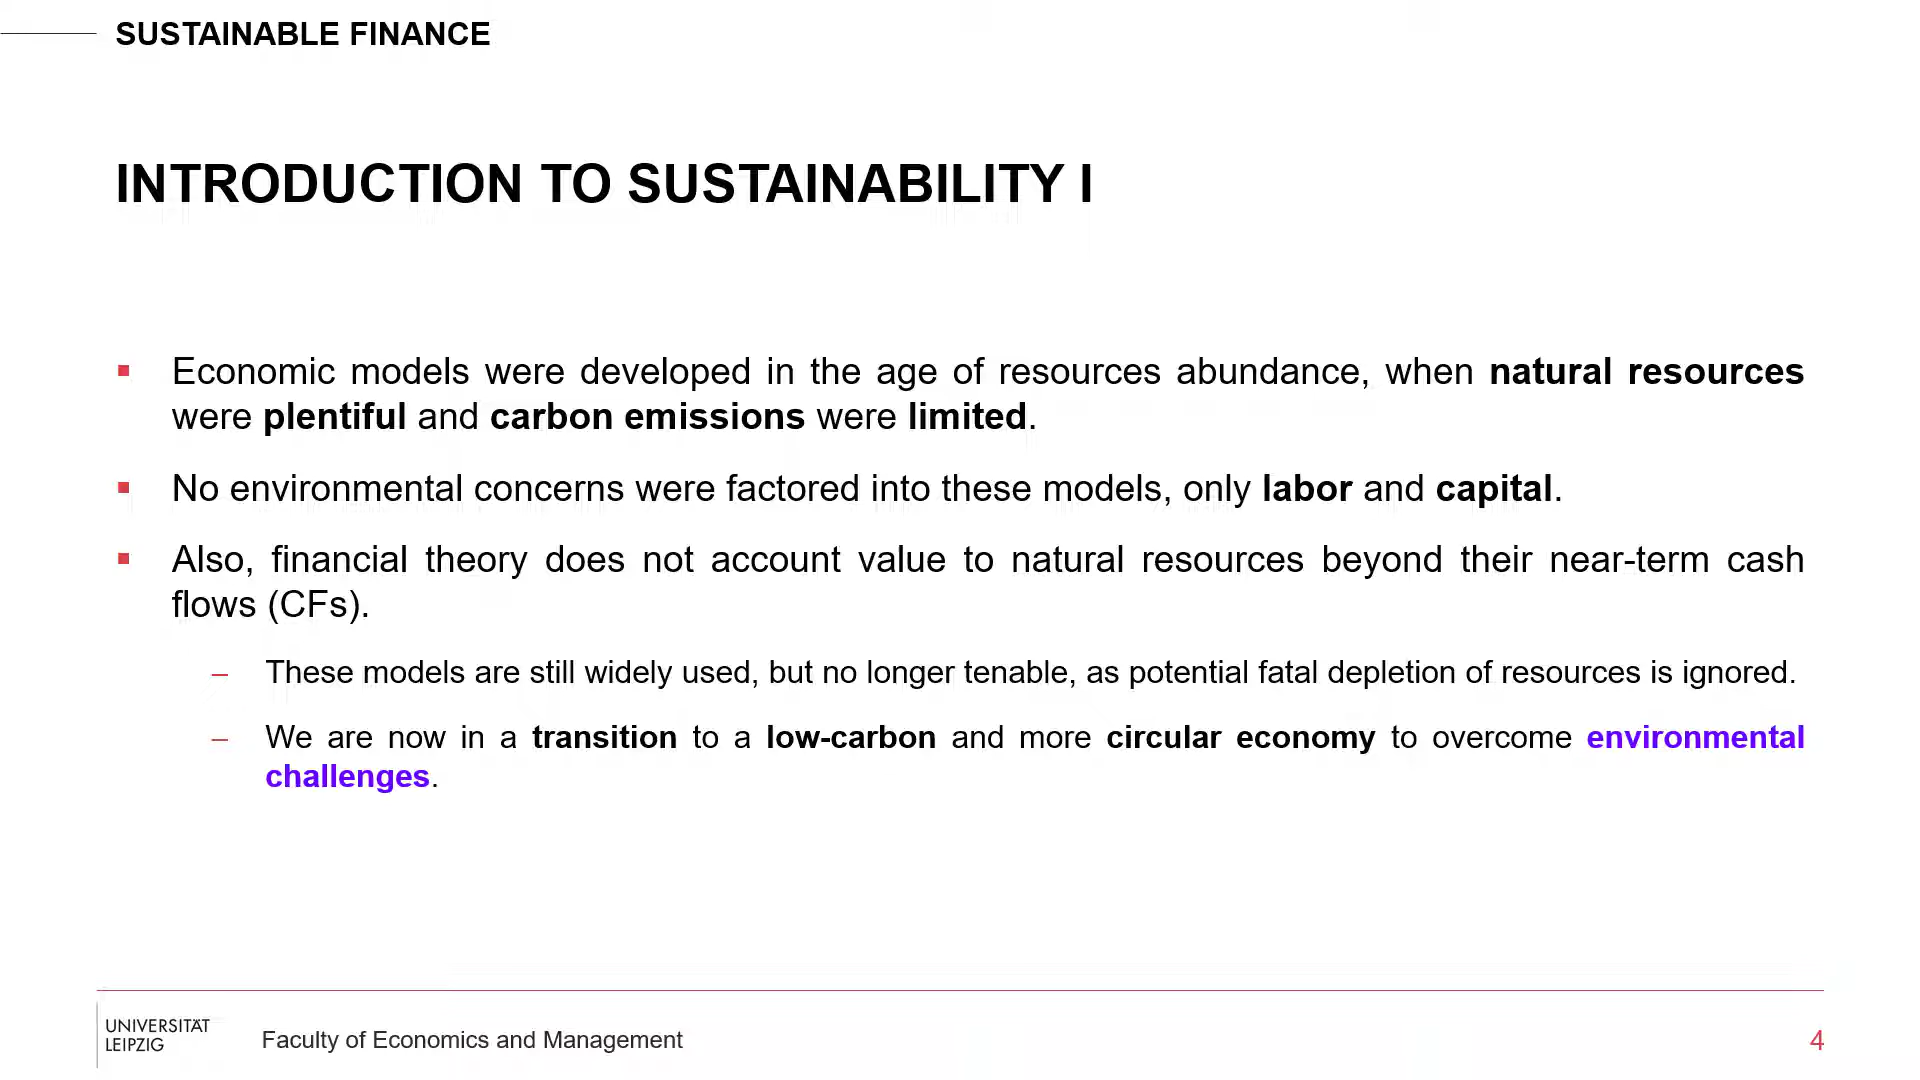 SUSTAINABLE FINANCE
INTRODUCTION TO SUSTAINABILITY I
Economic models were developed in the age of resources abundance, when natural resources
were plentiful and carbon emissions were limited.
No environmental concerns were factored into these models, only labor and capital.
Also, financial theory does not account value to natural resources beyond their near-term cash
flows (CFs).
– These models are still widely used, but no longer tenable, as potential fatal depletion of resources is ignored.
– We are now in a transition to a low-carbon and more circular economy to overcome environmental
challenges.
UNIVERSITÄT
LEIPZIG
Faculty of Economics and Management
4